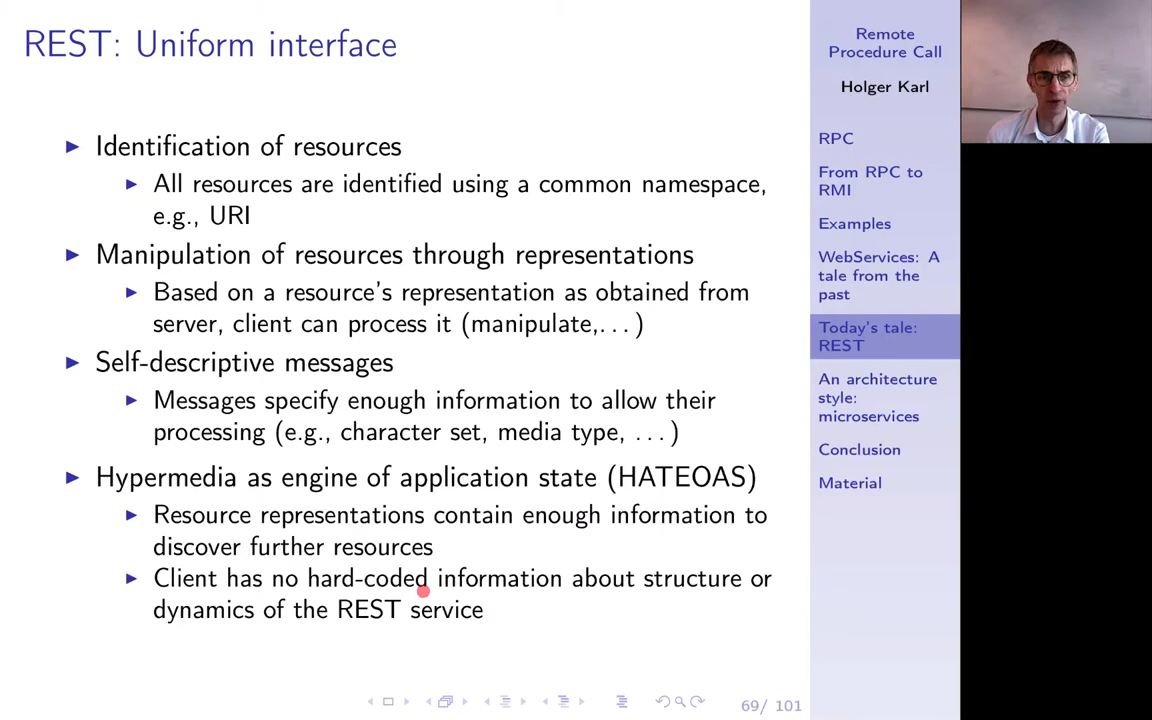 REST: Uniform interface
Identification of resources
All resources are identified using a common namespace,
e.g., URI
Manipulation of resources through representations
Based on a resource's representation as obtained from
server, client can process it (manipulate,...)
Self-descriptive messages
Messages specify enough information to allow their
processing (e.g., character set, media type, ...)
Hypermedia as engine of application state (HATEOAS)
Resource representations contain enough information to
discover further resources
Client has no hard-coded information about structure or
dynamics of the REST service
69/ 101
Remote
Procedure Call
Holger Karl
RPC
From RPC to
RMI
Examples
WebServices: A
tale from the
past
Today's tale:
REST
An architecture
style:
microservices
Conclusion
Material